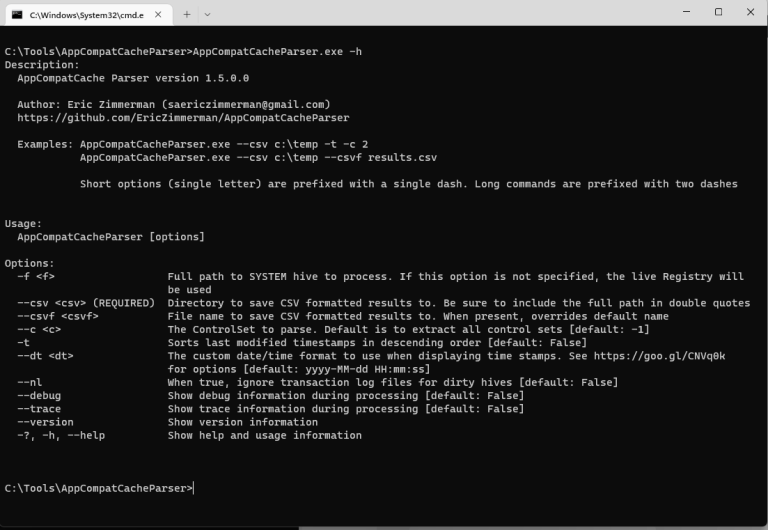 C:\Windows\System32\cmd.e
C:\Tools\AppCompatCacheParser>AppCompatCacheParser.exe -h
Description:
AppCompatCache Parser version 1.5.0.0
Author: Eric Zimmerman (saericzimmerman@gmail.com)
https://github.com/EricZimmerman/AppCompatCacheParser
Examples: AppCompatCacheParser.exe --csv c:\temp -t -c 2
AppCompatCacheParser.exe --csv c:\temp --csvf results.csv
Short options (single letter) are prefixed with a single dash. Long commands are prefixed with two dashes
Usage:
AppCompatCacheParser [options]
Options:
-f <f> Full path to SYSTEM hive to process. If this option is not specified, the live Registry will
be used
--csv <csv> (REQUIRED) Directory to save CSV formatted results to. Be sure to include the full path in double quotes
--csvf <csvf> File name to save CSV formatted results to. When present, overrides default name
--c <c> The ControlSet to parse. Default is to extract all control sets [default: -1]
-t Sorts last modified timestamps in descending order [default: False]
--dt <dt> The custom date/time format to use when displaying time stamps. See https://goo.gl/CNVq0k
for options [default: yyyy-MM-dd HH:mm:ss]
--nl When true, ignore transaction log files for dirty hives [default: False]
--debug Show debug information during processing [default: False]
--trace Show trace information during processing [default: False]
--version Show version information
-?, -h, --help Show help and usage information
C:\Tools\AppCompatCacheParser>